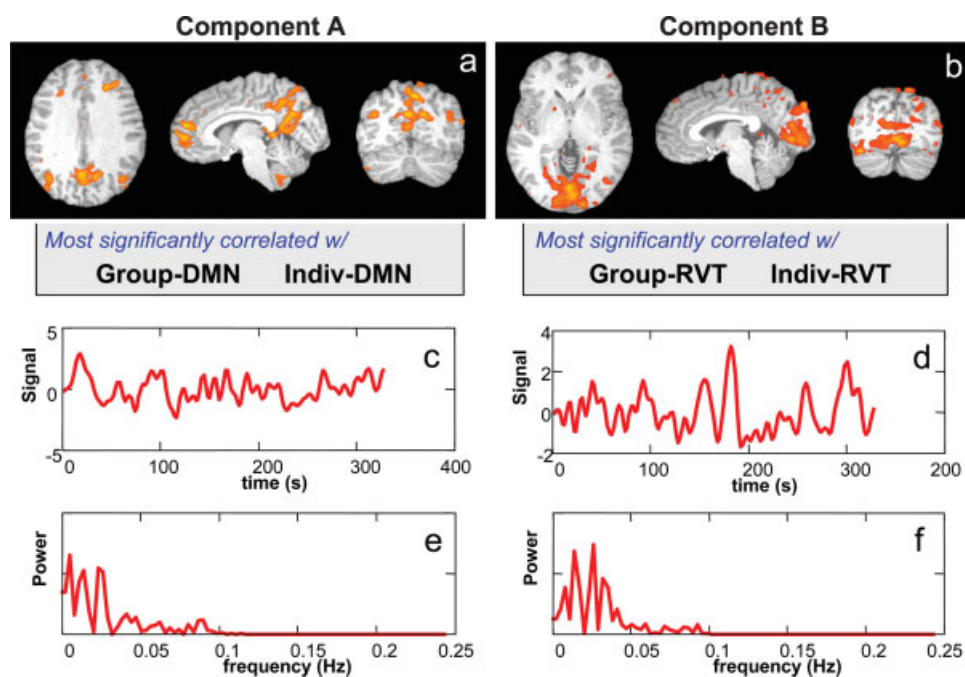 Component A
Component B
a
b
Most significantly correlated w/
Group-DMN Indiv-DMN
Most significantly correlated w/
Group-RVT Indiv-RVT
c
Signal
5
0
-5
0 100 200 300 400
time (s)
d
Signal
4
2
0
-2
0 100 200 300 200
time (s)
e
Power
0 0.05 0.1 0.15 0.2 0.25
frequency (Hz)
f
Power
0 0.05 0.1 0.15 0.2 0.25
frequency (Hz)